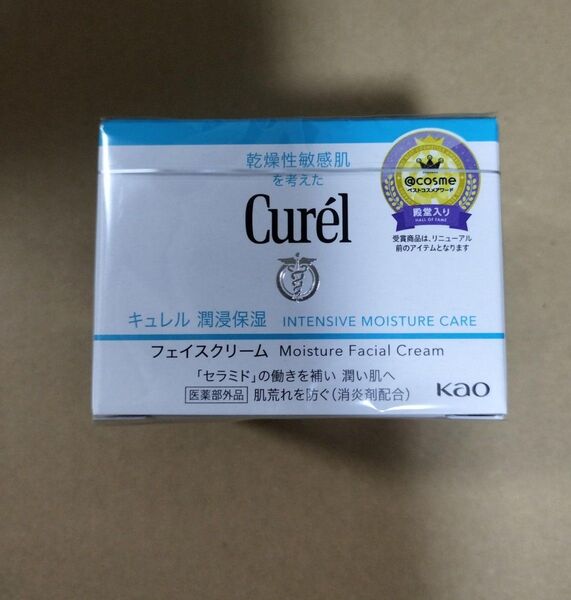 乾燥性敏感肌
を考えた
Curél
@cosme
ベストコスメアワード
殿堂入り
HALL OF FAME
受賞商品は、リニューアル
前のアイテムとなります
キュレル 潤浸保湿 INTENSIVE MOISTURE CARE
フェイスクリーム Moisture Facial Cream
「セラミド」の働きを補い 潤い肌へ
医薬部外品 肌荒れを防ぐ(消炎剤配合)
Kao